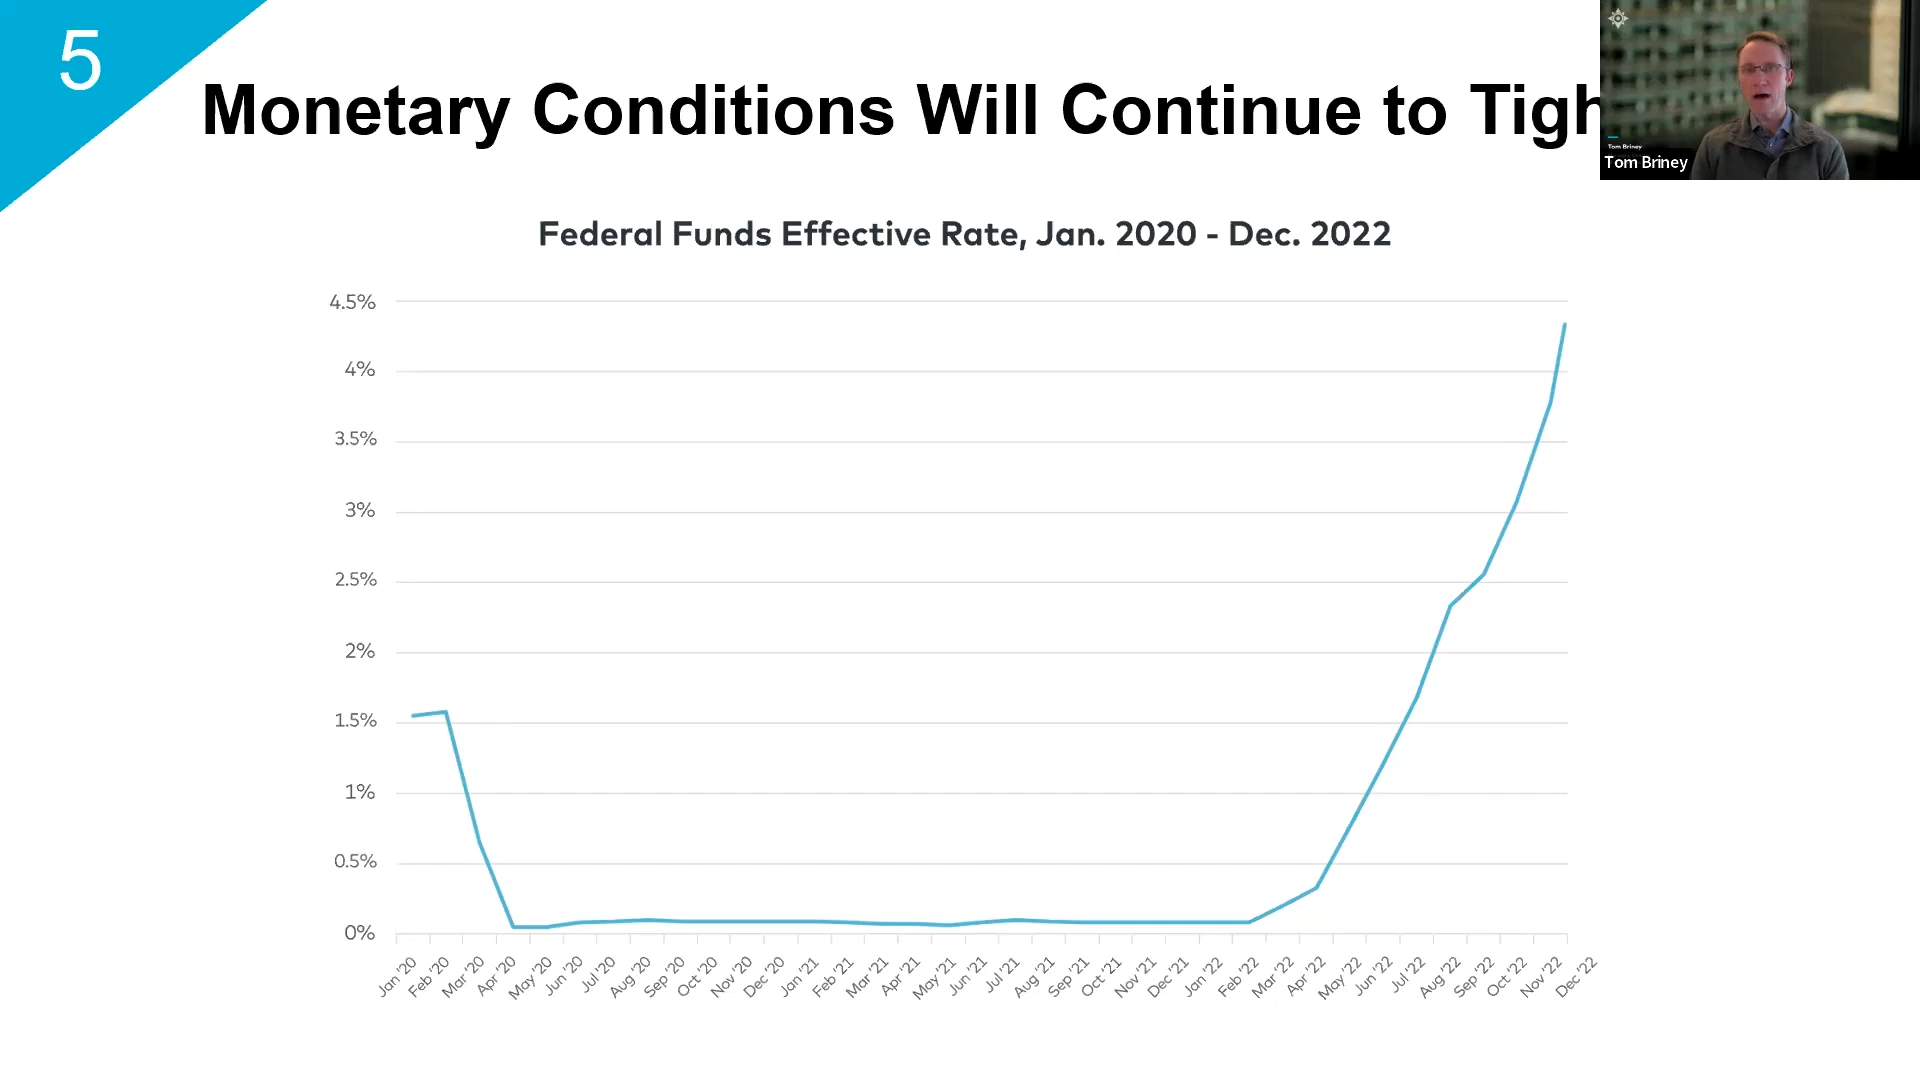 5
Monetary Conditions Will Continue to Tigh
Tom Briney
Tom Briney
Federal Funds Effective Rate, Jan. 2020 - Dec. 2022
4.5%
4%
3.5%
3%
2.5%
2%
1.5%
1%
0.5%
0%
Jan '20 Feb '20 Mar '20 Apr '20 May '20 Jun '20 Jul '20 Aug '20 Sep '20 Oct '20 Nov '20 Dec '20 Jan '21 Feb '21 Mar '21 Apr '21 May '21 Jun '21 Jul '21 Aug '21 Sep '21 Oct '21 Nov '21 Dec '21 Jan '22 Feb '22 Mar '22 Apr '22 May '22 Jun '22 Jul '22 Aug '22 Sep '22 Oct '22 Nov '22 Dec '22